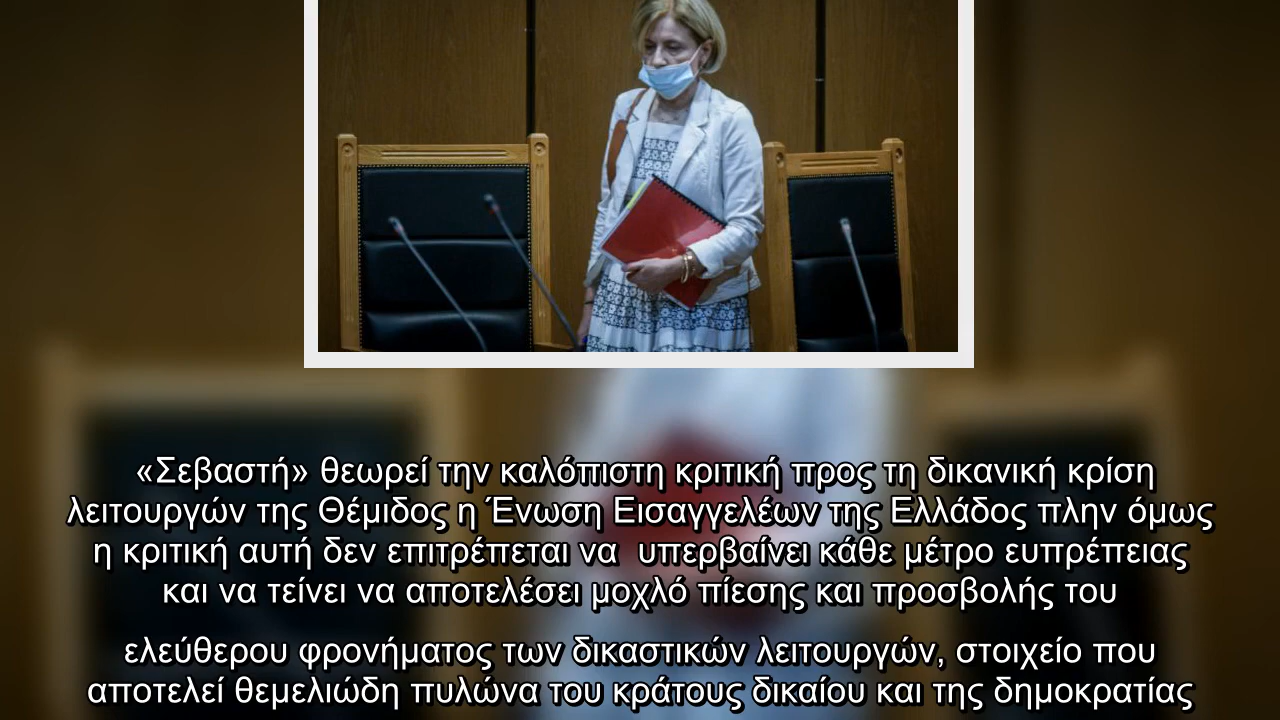 «Σεβαστή» θεωρεί την καλόπιστη κριτική προς τη δικανική κρίση
λειτουργών της Θέμιδος η Ένωση Εισαγγελέων της Ελλάδος πλην όμως
η κριτική αυτή δεν επιτρέπεται να  υπερβαίνει κάθε μέτρο ευπρέπειας
και να τείνει να αποτελέσει μοχλό πίεσης και προσβολής του
ελεύθερου φρονήματος των δικαστικών λειτουργών, στοιχείο που
αποτελεί θεμελιώδη πυλώνα του κράτους δικαίου και της δημοκρατίας